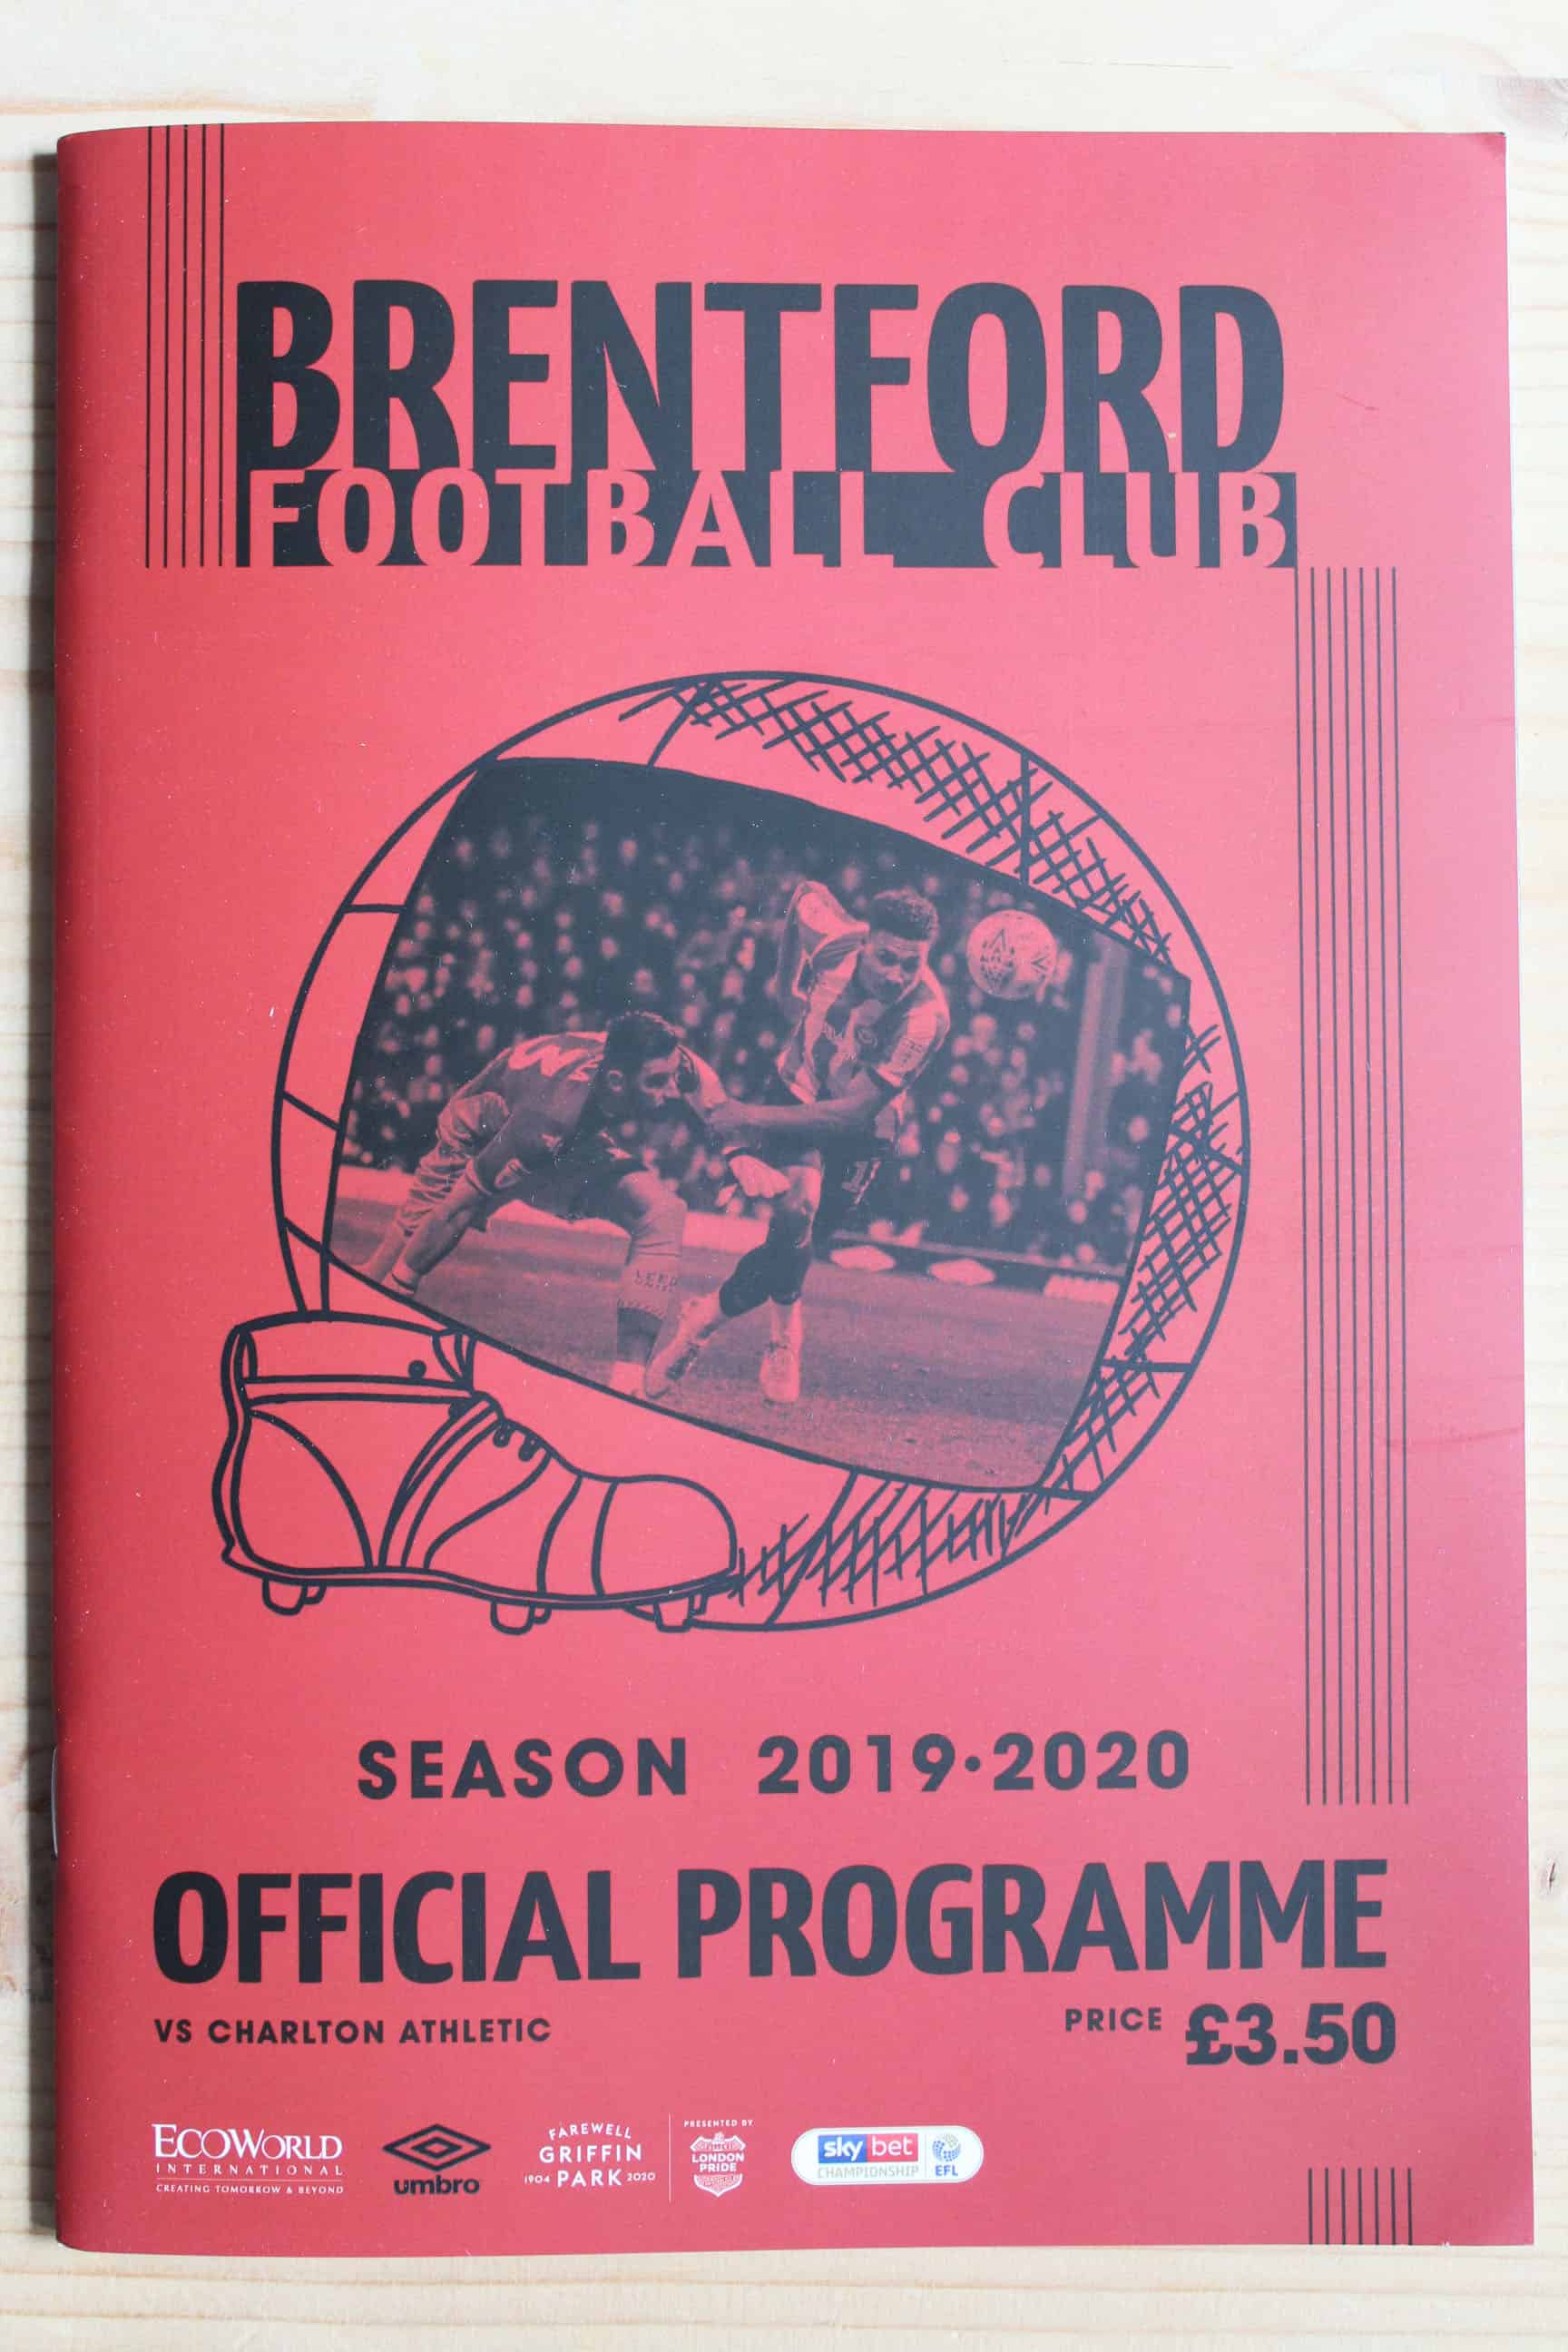 BRENTFORD
FOOTBALL CLUB
SEASON 2019·2020
OFFICIAL PROGRAMME
VS CHARLTON ATHLETIC
PRICE £3.50
ECOWORLD
INTERNATIONAL
CREATING TOMORROW & BEYOND
umbro
FAREWELL
GRIFFIN
1904 PARK 2020
PRESENTED BY
LONDON
PRIDE
sky bet
CHAMPIONSHIP
EFL